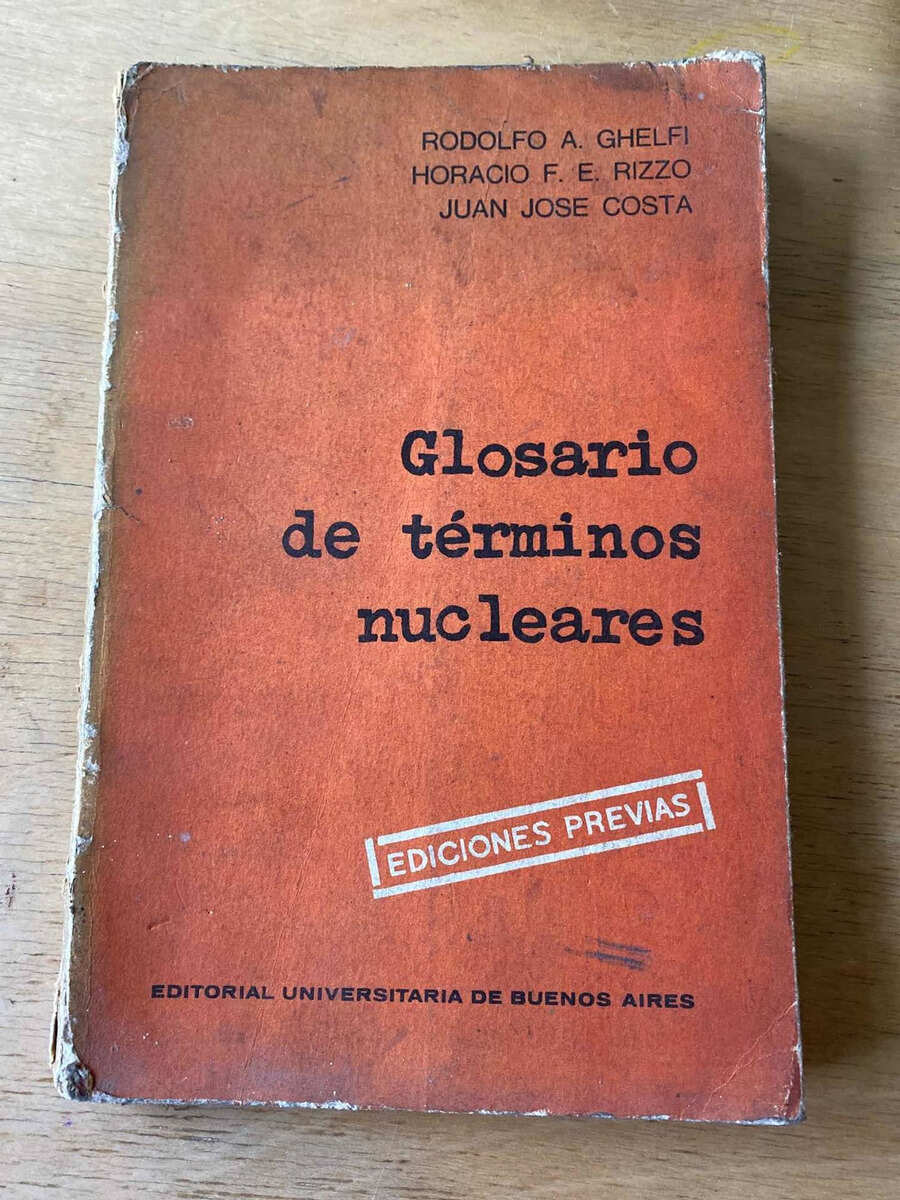 RODOLFO A. GHELFI
HORACIO F. E. RIZZO
JUAN JOSE COSTA
Glosario
de términos
nucleares
EDICIONES PREVIAS
EDITORIAL UNIVERSITARIA DE BUENOS AIRES